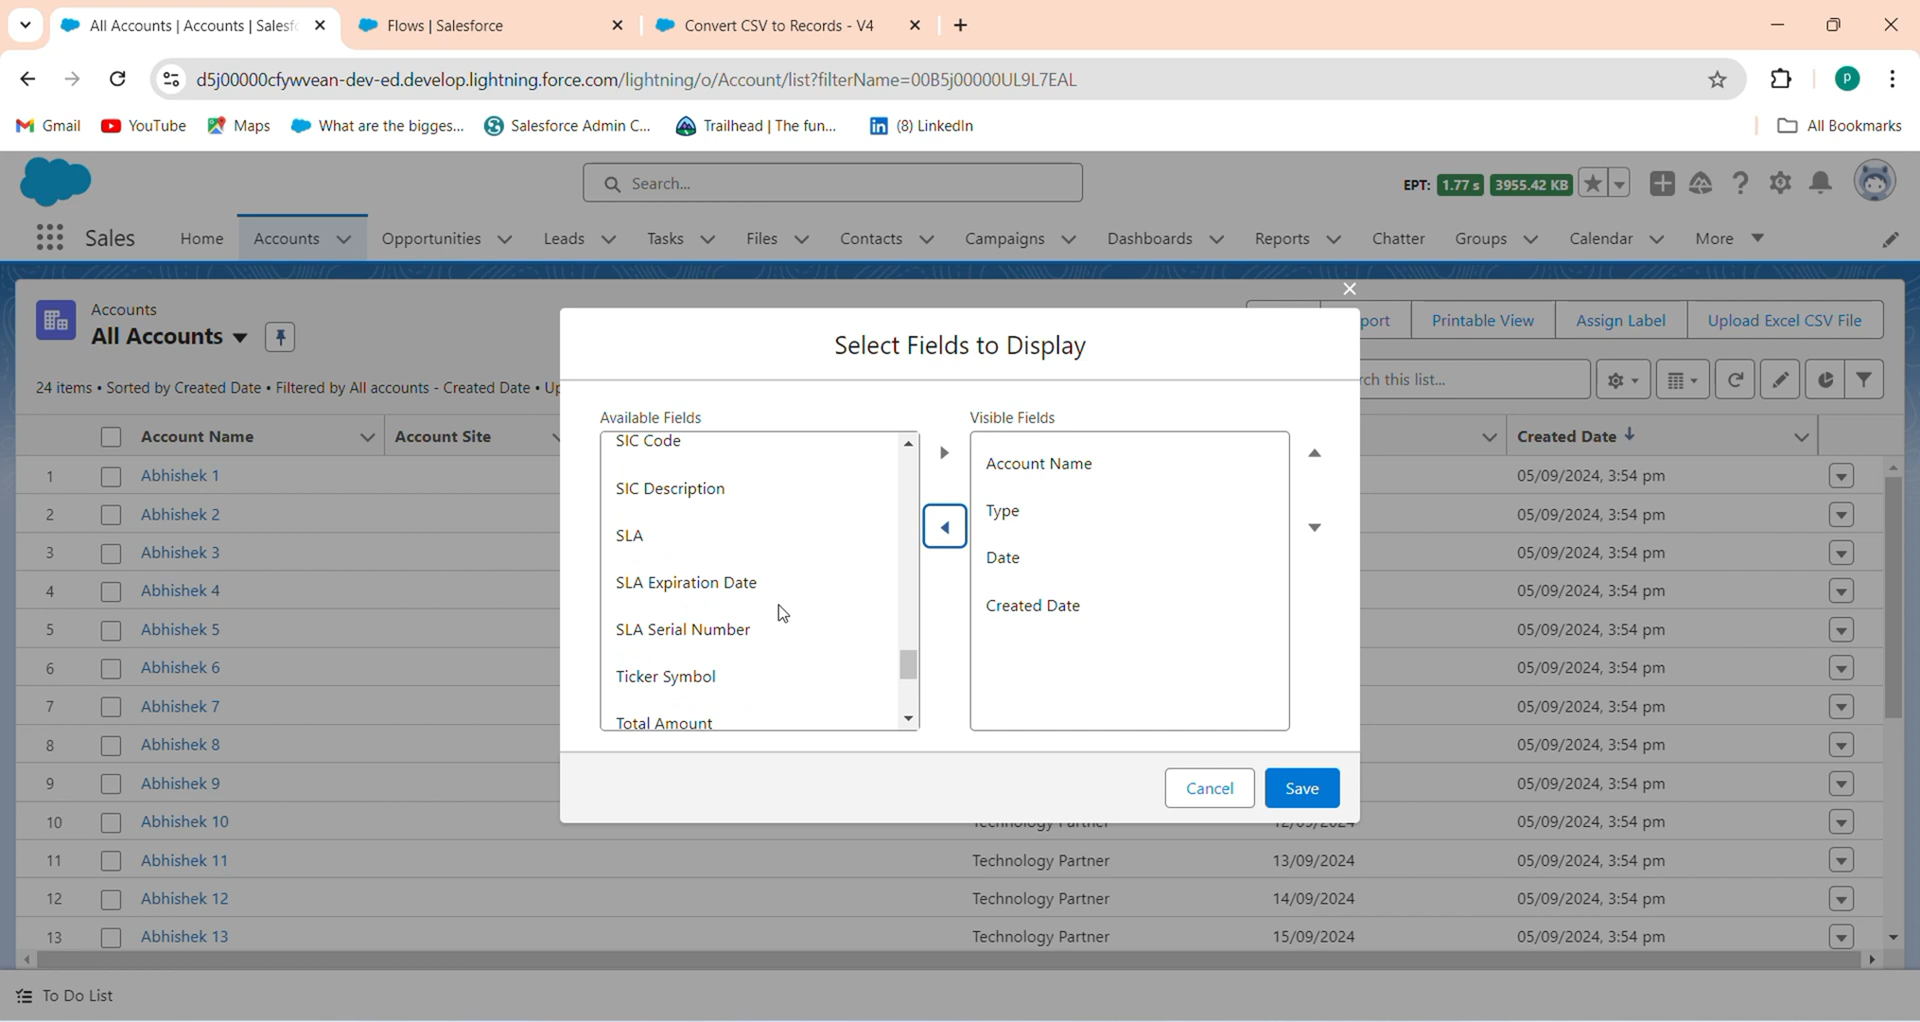 All Accounts | Accounts | Salesf
Flows | Salesforce
Convert CSV to Records - V4
d5j00000cfywvean-dev-ed.develop.lightning.force.com/lightning/o/Account/list?filterName=00B5j00000UL9L7EAL
P
Gmail
YouTube
Maps
What are the bigges...
Salesforce Admin C...
Trailhead | The fun...
(8) LinkedIn
All Bookmarks
Search...
EPT: 1.77 s 3955.42 KB
Sales
Home
Accounts
Opportunities
Leads
Tasks
Files
Contacts
Campaigns
Dashboards
Reports
Chatter
Groups
Calendar
More
Accounts
All Accounts
port
Printable View
Assign Label
Upload Excel CSV File
24 items • Sorted by Created Date • Filtered by All accounts - Created Date • Up
rch this list...
Account Name
Account Site
Created Date
1 Abhishek 1 05/09/2024, 3:54 pm
2 Abhishek 2 05/09/2024, 3:54 pm
3 Abhishek 3 05/09/2024, 3:54 pm
4 Abhishek 4 05/09/2024, 3:54 pm
5 Abhishek 5 05/09/2024, 3:54 pm
6 Abhishek 6 05/09/2024, 3:54 pm
7 Abhishek 7 05/09/2024, 3:54 pm
8 Abhishek 8 05/09/2024, 3:54 pm
9 Abhishek 9 05/09/2024, 3:54 pm
10 Abhishek 10 Technology Partner 12/09/2024 05/09/2024, 3:54 pm
11 Abhishek 11 Technology Partner 13/09/2024 05/09/2024, 3:54 pm
12 Abhishek 12 Technology Partner 14/09/2024 05/09/2024, 3:54 pm
13 Abhishek 13 Technology Partner 15/09/2024 05/09/2024, 3:54 pm
Select Fields to Display
Available Fields
SIC Code
SIC Description
SLA
SLA Expiration Date
SLA Serial Number
Ticker Symbol
Total Amount
Visible Fields
Account Name
Type
Date
Created Date
Cancel
Save
To Do List